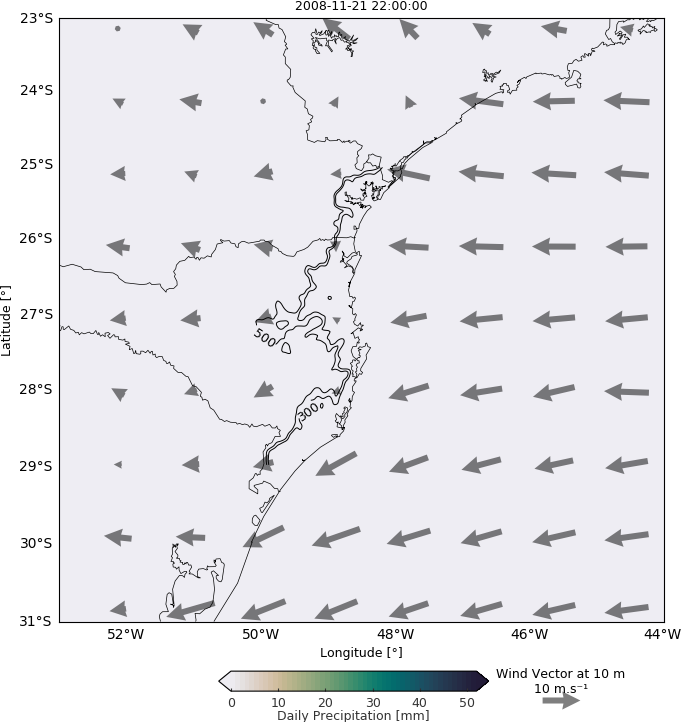 2008-11-21 22:00:00
23°S
24°S
25°S
26°S
27°S
28°S
29°S
30°S
31°S
Latitude [°]
500
300
52°W 50°W 48°W 46°W 44°W
Longitude [°]
0 10 20 30 40 50
Daily Precipitation [mm]
Wind Vector at 10 m
10 m.s⁻¹